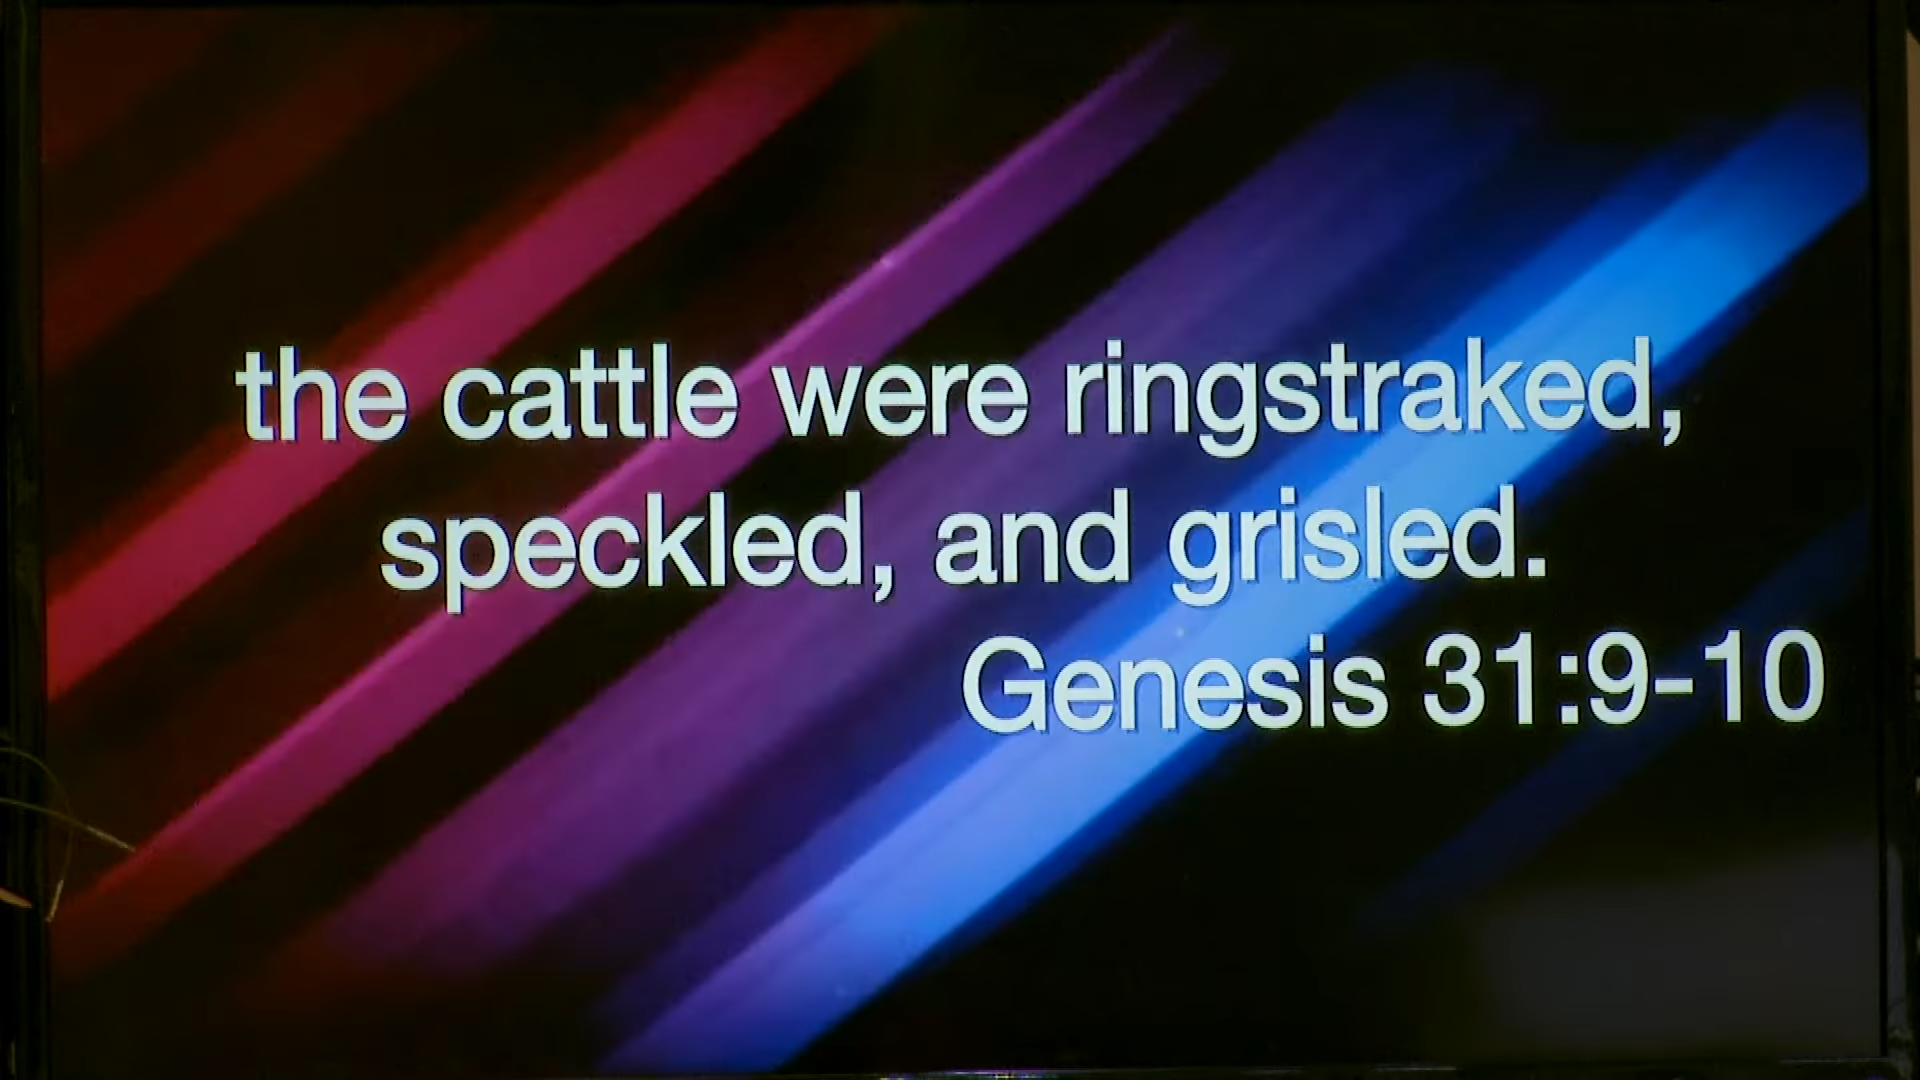 the cattle were ringstraked,
speckled, and grisled.
Genesis 31:9-10